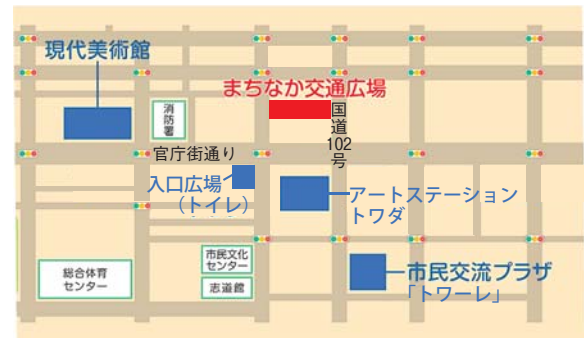 現代美術館
まちなか交通広場
消防署
国道102号
官庁街通り
入口広場
（トイレ）
アートステーション
トワダ
市民文化
センター
志道館
総合体育
センター
市民交流プラザ
「トワーレ」